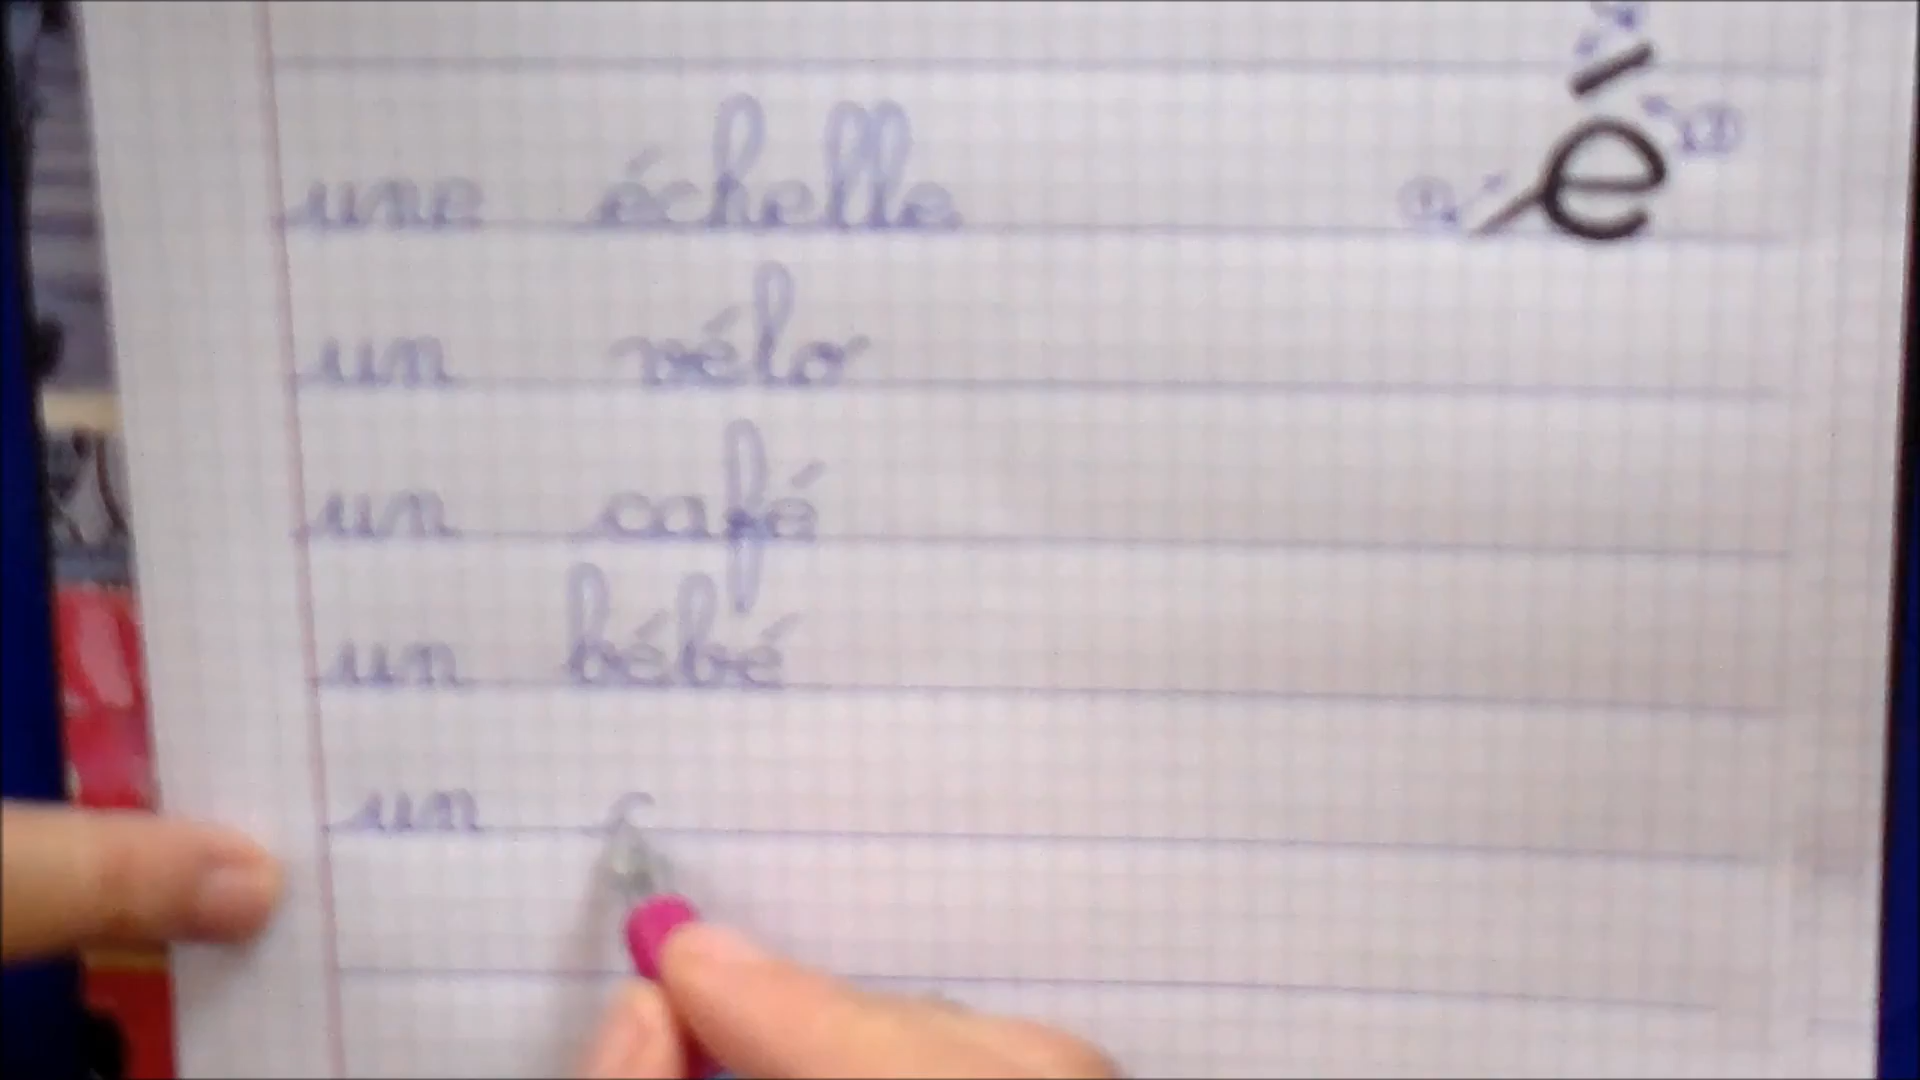 é
une échelle
un vélo
un café
un bébé
un